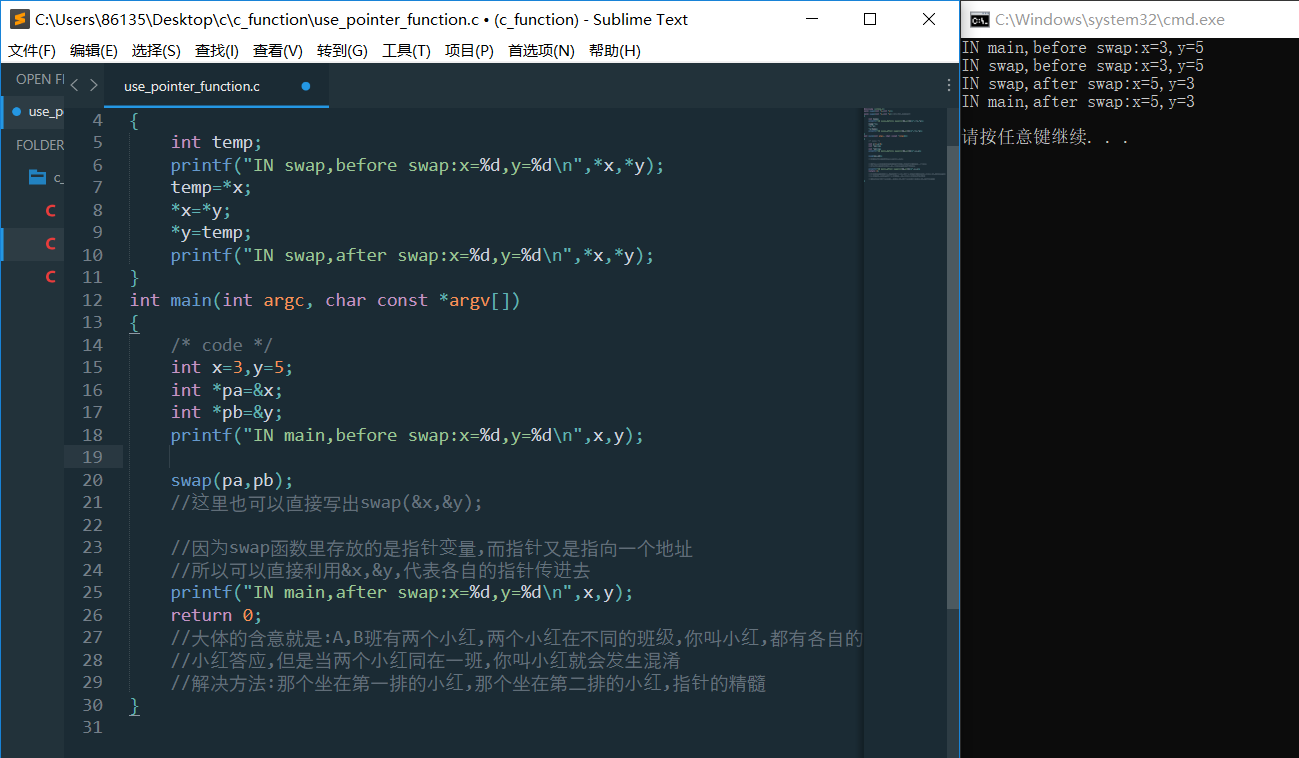 C:\Users\86135\Desktop\c\c_function\use_pointer_function.c • (c_function) - Sublime Text
文件(F) 编辑(E) 选择(S) 查找(I) 查看(V) 转到(G) 工具(T) 项目(P) 首选项(N) 帮助(H)
OPEN FI
use_p
FOLDER
c_
use_pointer_function.c
4 {
5 int temp;
6 printf("IN swap,before swap:x=%d,y=%d\n",*x,*y);
7 temp=*x;
8 *x=*y;
9 *y=temp;
10 printf("IN swap,after swap:x=%d,y=%d\n",*x,*y);
11 }
12 int main(int argc, char const *argv[])
13 {
14 /* code */
15 int x=3,y=5;
16 int *pa=&x;
17 int *pb=&y;
18 printf("IN main,before swap:x=%d,y=%d\n",x,y);
19
20 swap(pa,pb);
21 //这里也可以直接写出swap(&x,&y);
22
23 //因为swap函数里存放的是指针变量,而指针又是指向一个地址
24 //所以可以直接利用&x,&y,代表各自的指针传进去
25 printf("IN main,after swap:x=%d,y=%d\n",x,y);
26 return 0;
27 //大体的含意就是:A,B班有两个小红,两个小红在不同的班级,你叫小红,都有各自的
28 //小红答应,但是当两个小红同在一班,你叫小红就会发生混淆
29 //解决方法:那个坐在第一排的小红,那个坐在第二排的小红,指针的精髓
30 }
31
C:\Windows\system32\cmd.exe
IN main,before swap:x=3,y=5
IN swap,before swap:x=3,y=5
IN swap,after swap:x=5,y=3
IN main,after swap:x=5,y=3
请按任意键继续. . .